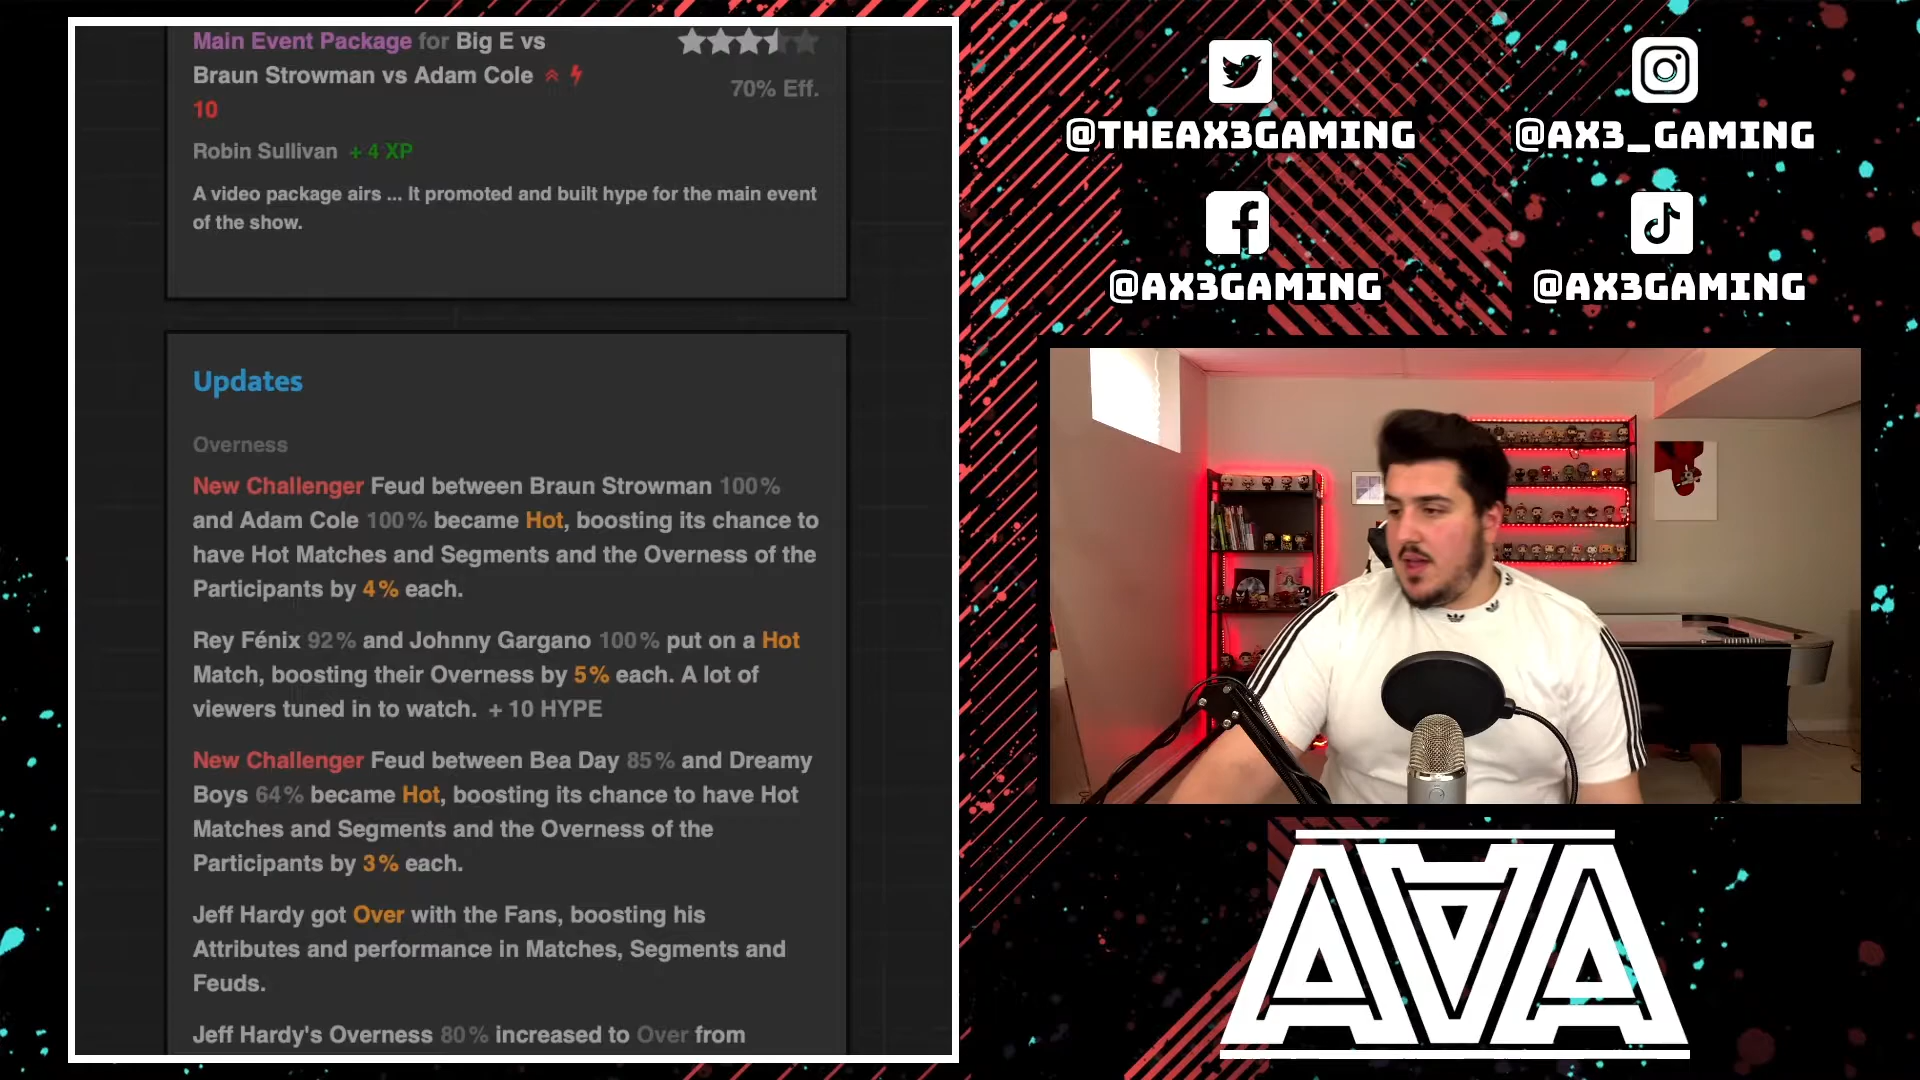 Main Event Package for Big E vs
Braun Strowman vs Adam Cole
10
70% Eff.
Robin Sullivan + 4 XP
A video package airs ... It promoted and built hype for the main event
of the show.
Updates
Overness
New Challenger Feud between Braun Strowman 100%
and Adam Cole 100% became Hot, boosting its chance to
have Hot Matches and Segments and the Overness of the
Participants by 4% each.
Rey Fénix 92% and Johnny Gargano 100% put on a Hot
Match, boosting their Overness by 5% each. A lot of
viewers tuned in to watch. + 10 HYPE
New Challenger Feud between Bea Day 85% and Dreamy
Boys 64% became Hot, boosting its chance to have Hot
Matches and Segments and the Overness of the
Participants by 3% each.
Jeff Hardy got Over with the Fans, boosting his
Attributes and performance in Matches, Segments and
Feuds.
Jeff Hardy's Overness 80% increased to Over from
@THEAX3GAMING
@AX3_GAMING
@AX3GAMING
@AX3GAMING